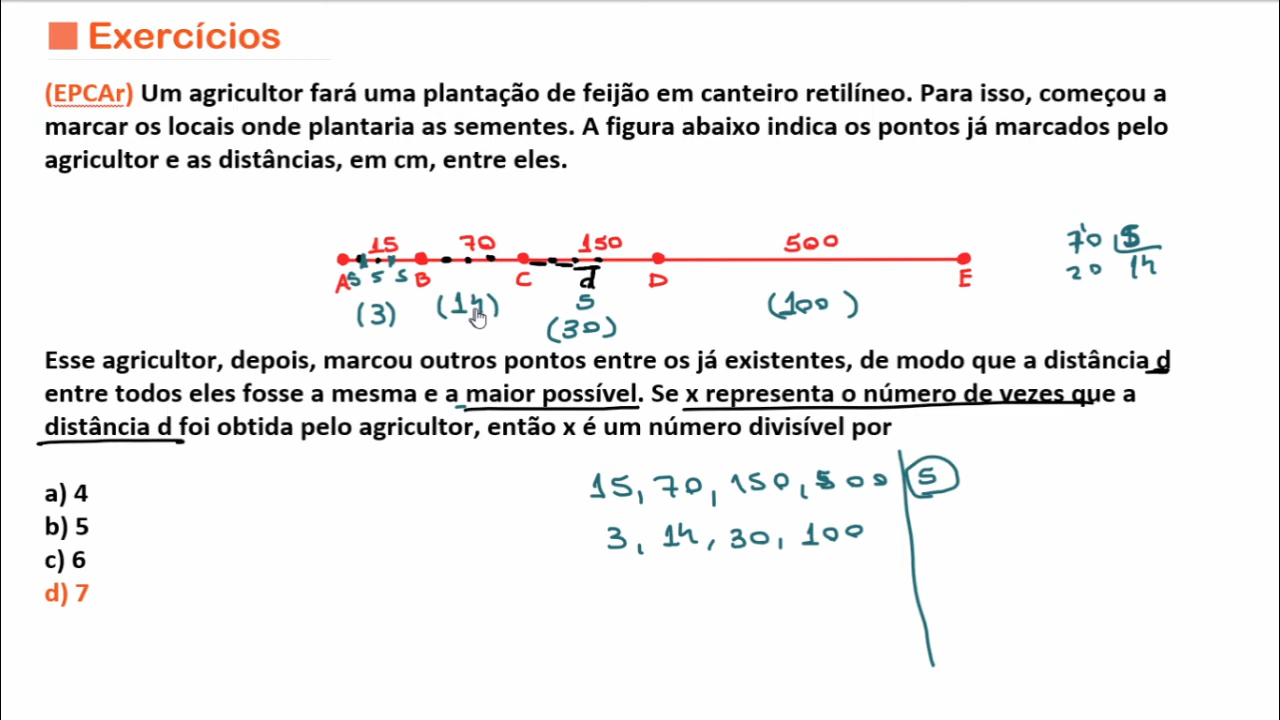 Exercícios
(EPCAr) Um agricultor fará uma plantação de feijão em canteiro retilíneo. Para isso, começou a
marcar os locais onde plantaria as sementes. A figura abaixo indica os pontos já marcados pelo
agricultor e as distâncias, em cm, entre eles.
15 70 150 500
70 5
20 14
A B C D E
5 5 5 d
5
(3) (14) (30) (100)
Esse agricultor, depois, marcou outros pontos entre os já existentes, de modo que a distância d
entre todos eles fosse a mesma e a maior possível. Se x representa o número de vezes que a
distância d foi obtida pelo agricultor, então x é um número divisível por
a) 4
b) 5
c) 6
d) 7
15, 70, 150, 500 5
3, 14, 30, 100